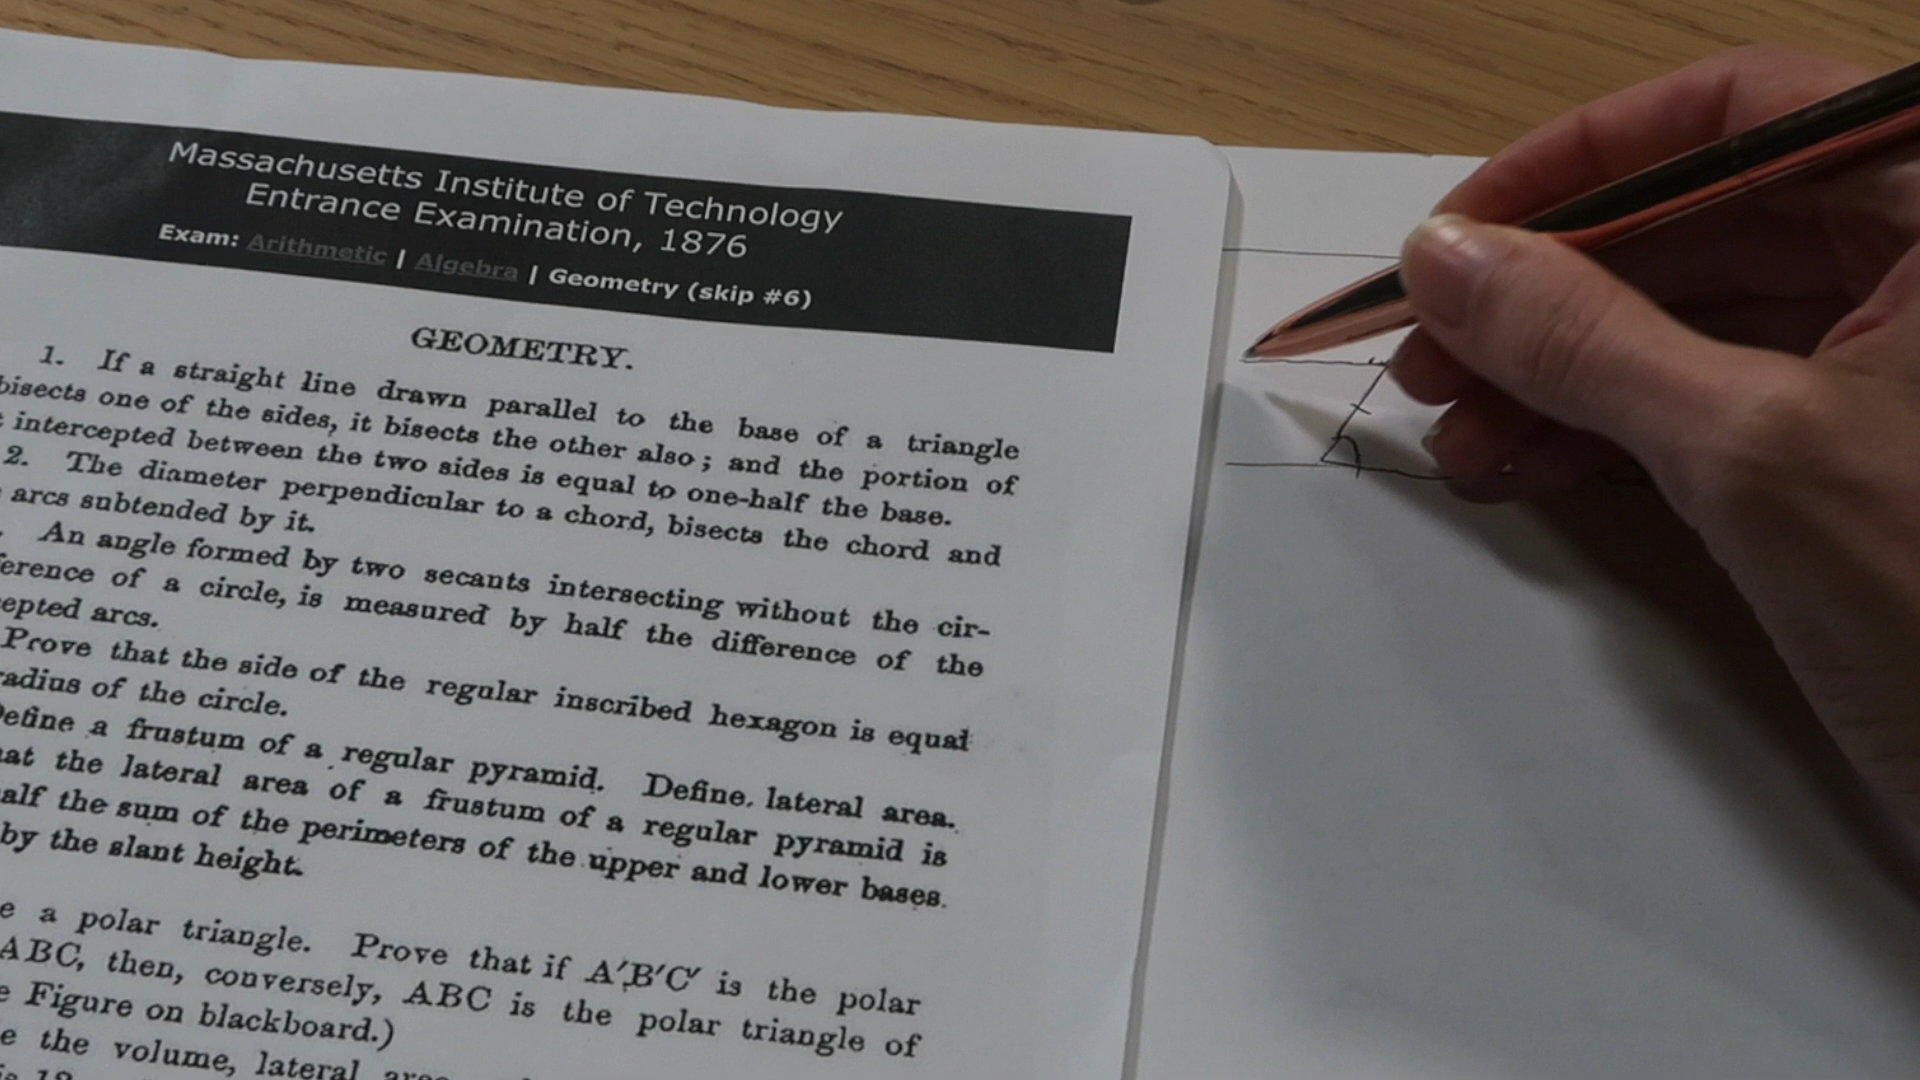 Massachusetts Institute of Technology
Entrance Examination, 1876
Exam: Arithmetic | Algebra | Geometry (skip #6)
GEOMETRY.
1. If a straight line drawn parallel to the base of a triangle
bisects one of the sides, it bisects the other also; and the portion of
intercepted between the two sides is equal to one-half the base.
2. The diameter perpendicular to a chord, bisects the chord and
arcs subtended by it.
An angle formed by two secants intersecting without the cir-
ference of a circle, is measured by half the difference of the
epted arcs.
Prove that the side of the regular inscribed hexagon is equal
radius of the circle.
Define a frustum of a regular pyramid. Define lateral area.
at the lateral area of a frustum of a regular pyramid is
alf the sum of the perimeters of the upper and lower bases
by the slant height.
e a polar triangle. Prove that if A′B′C′ is the polar
ABC, then, conversely, ABC is the polar triangle of
e Figure on blackboard.)
e the volume, lateral